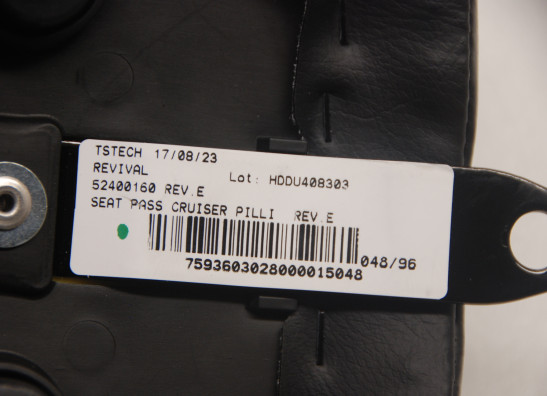 TSTECH 17/08/23
REVIVAL Lot: HDDU408303
52400160 REV.E
SEAT PASS CRUISER PILLI REV.E
048/96
7593603028000015048